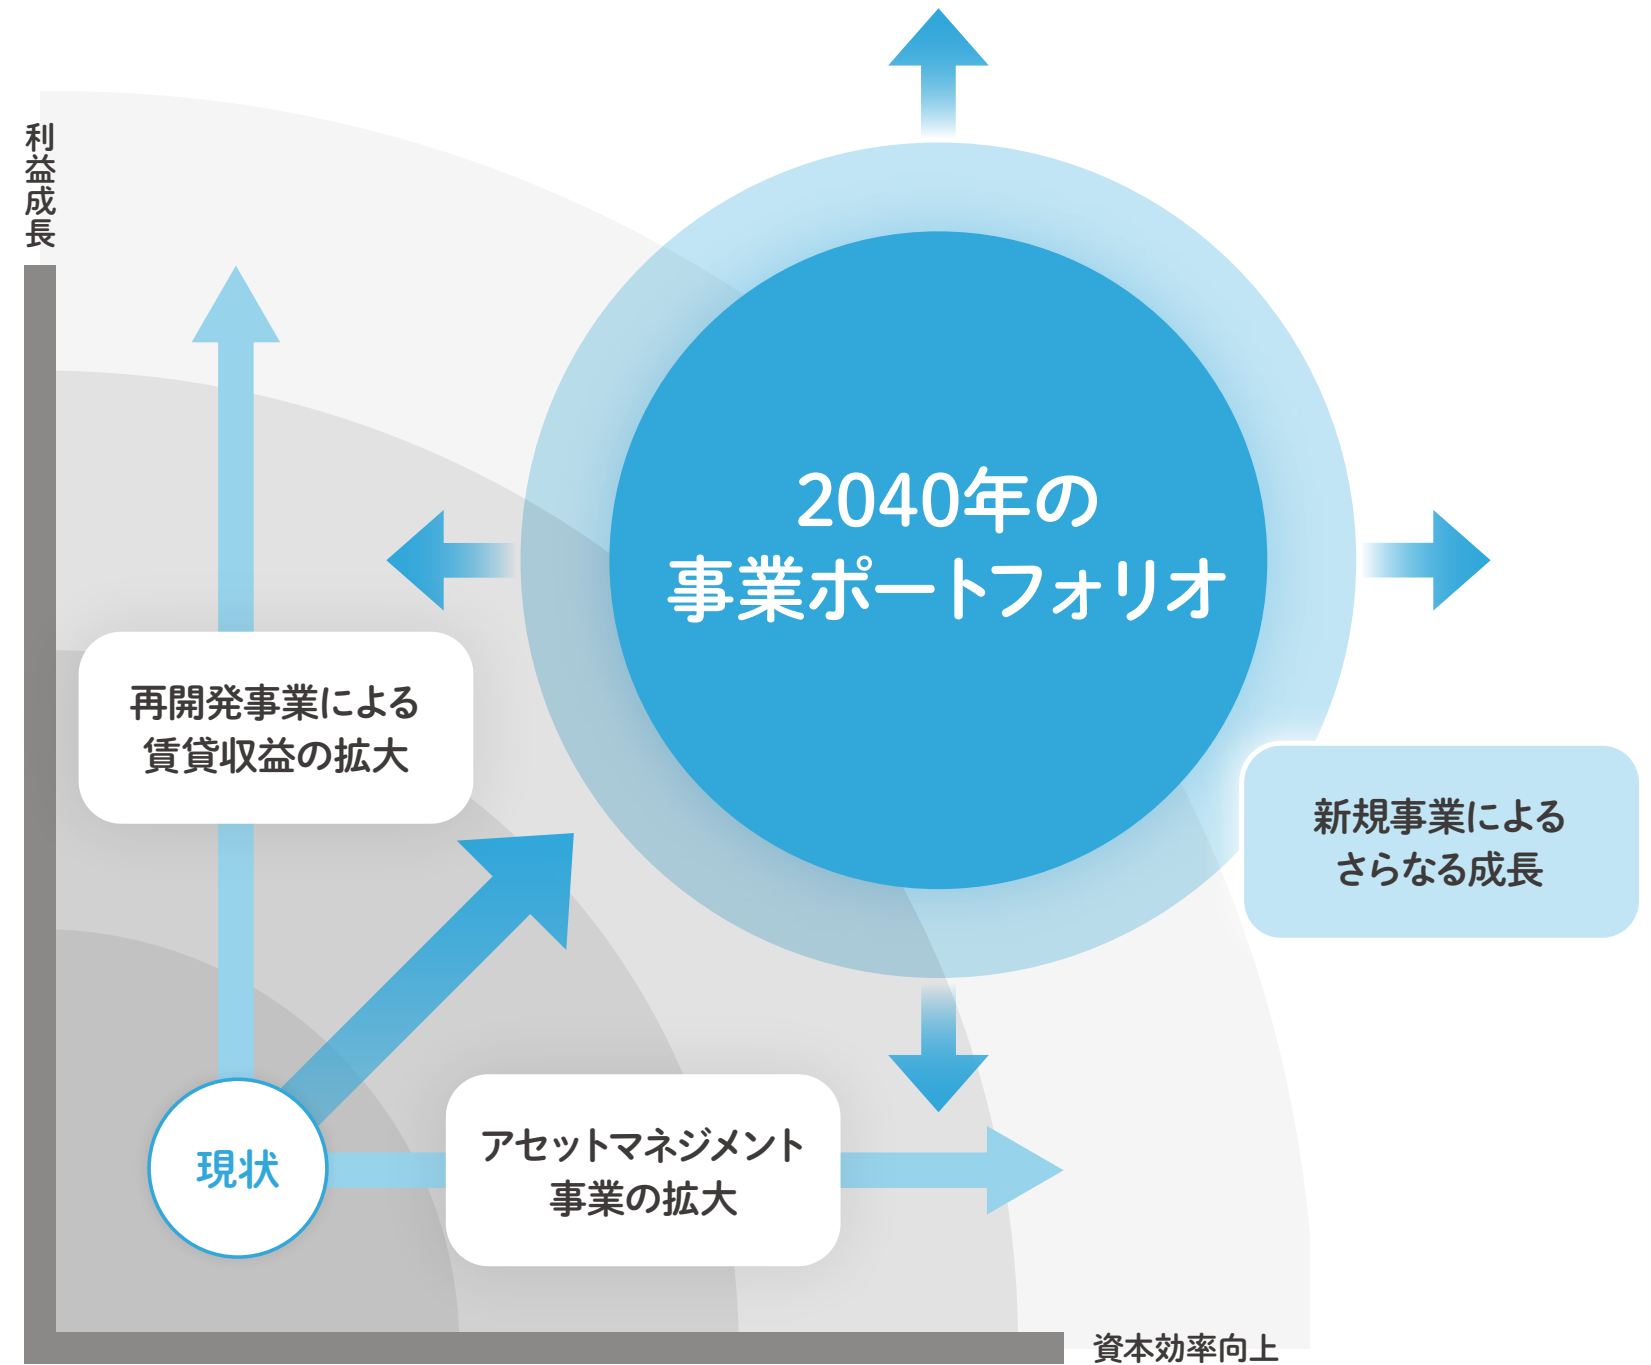 利益成長
2040年の
事業ポートフォリオ
再開発事業による
賃貸収益の拡大
新規事業による
さらなる成長
現状
アセットマネジメント
事業の拡大
資本効率向上